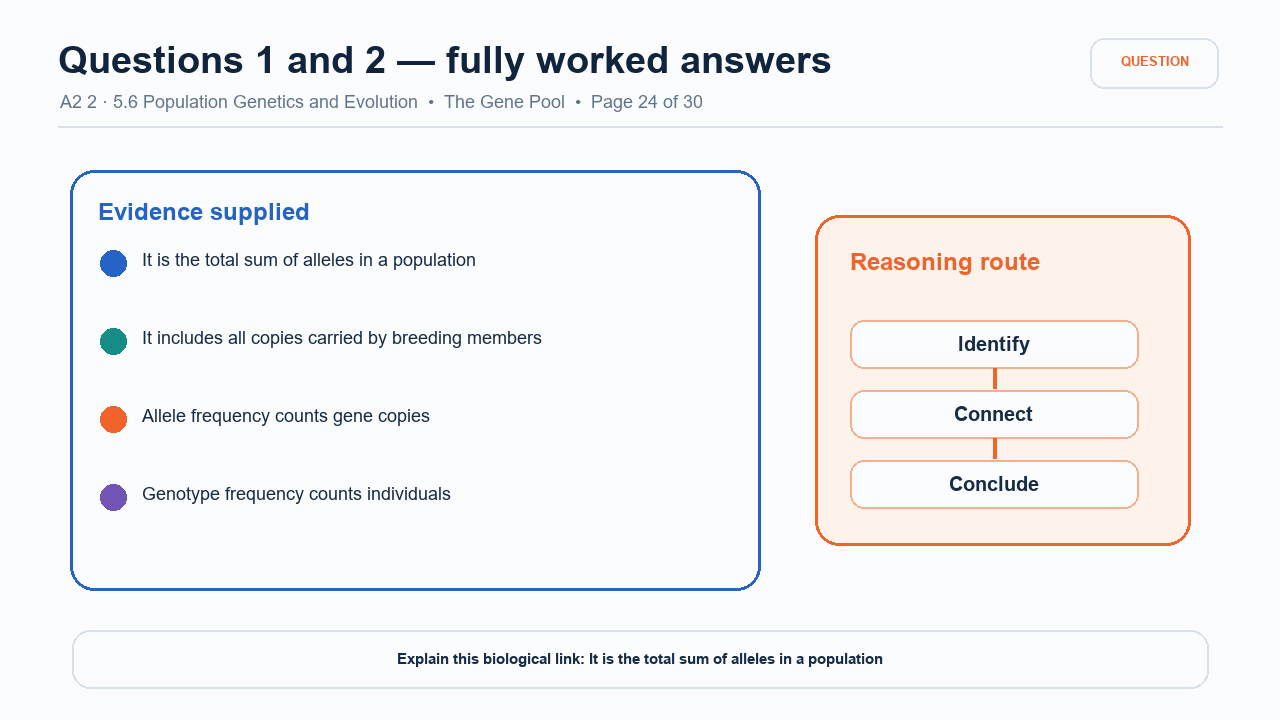 Questions 1 and 2 — fully worked answers
QUESTION
A2 2 · 5.6 Population Genetics and Evolution • The Gene Pool • Page 24 of 30
Evidence supplied
It is the total sum of alleles in a population
It includes all copies carried by breeding members
Allele frequency counts gene copies
Genotype frequency counts individuals
Reasoning route
Identify
Connect
Conclude
Explain this biological link: It is the total sum of alleles in a population